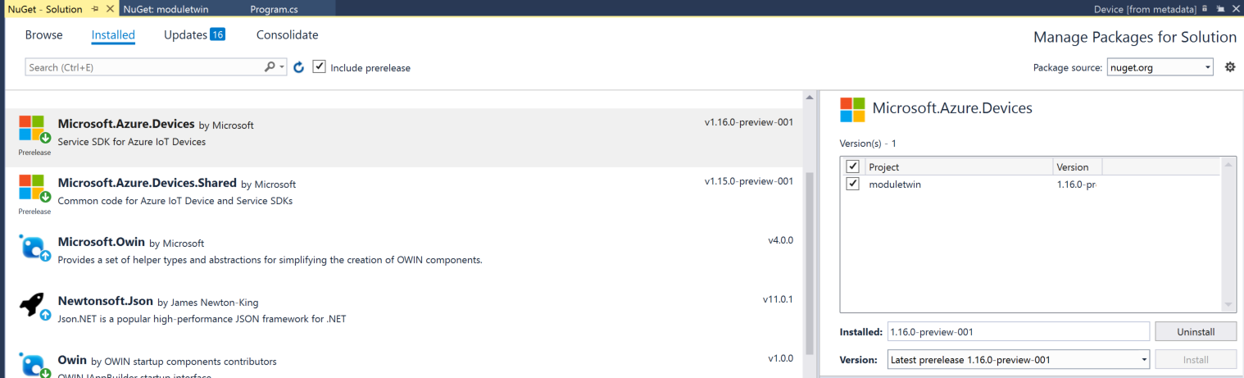 NuGet - Solution
NuGet: moduletwin
Program.cs
Device [from metadata]
Browse
Installed
Updates 16
Consolidate
Manage Packages for Solution
Search (Ctrl+E)
Include prerelease
Package source: nuget.org
Microsoft.Azure.Devices by Microsoft
v1.16.0-preview-001
Service SDK for Azure IoT Devices
Prerelease
Microsoft.Azure.Devices.Shared by Microsoft
v1.15.0-preview-001
Common code for Azure IoT Device and Service SDKs
Prerelease
Microsoft.Owin by Microsoft
v4.0.0
Provides a set of helper types and abstractions for simplifying the creation of OWIN components.
Newtonsoft.Json by James Newton-King
v11.0.1
Json.NET is a popular high-performance JSON framework for .NET
Owin by OWIN startup components contributors
v1.0.0
OWIN IAppBuilder startup interface
Microsoft.Azure.Devices
Version(s) - 1
Project
Version
moduletwin
1.16.0-pr
Installed: 1.16.0-preview-001
Uninstall
Version: Latest prerelease 1.16.0-preview-001
Install